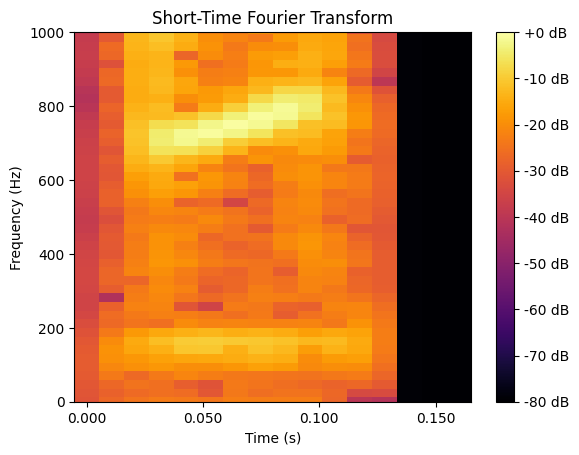 Short-Time Fourier Transform
1000
800
600
400
200
0
Frequency (Hz)
0.000
0.050
0.100
0.150
Time (s)
+0 dB
-10 dB
-20 dB
-30 dB
-40 dB
-50 dB
-60 dB
-70 dB
-80 dB